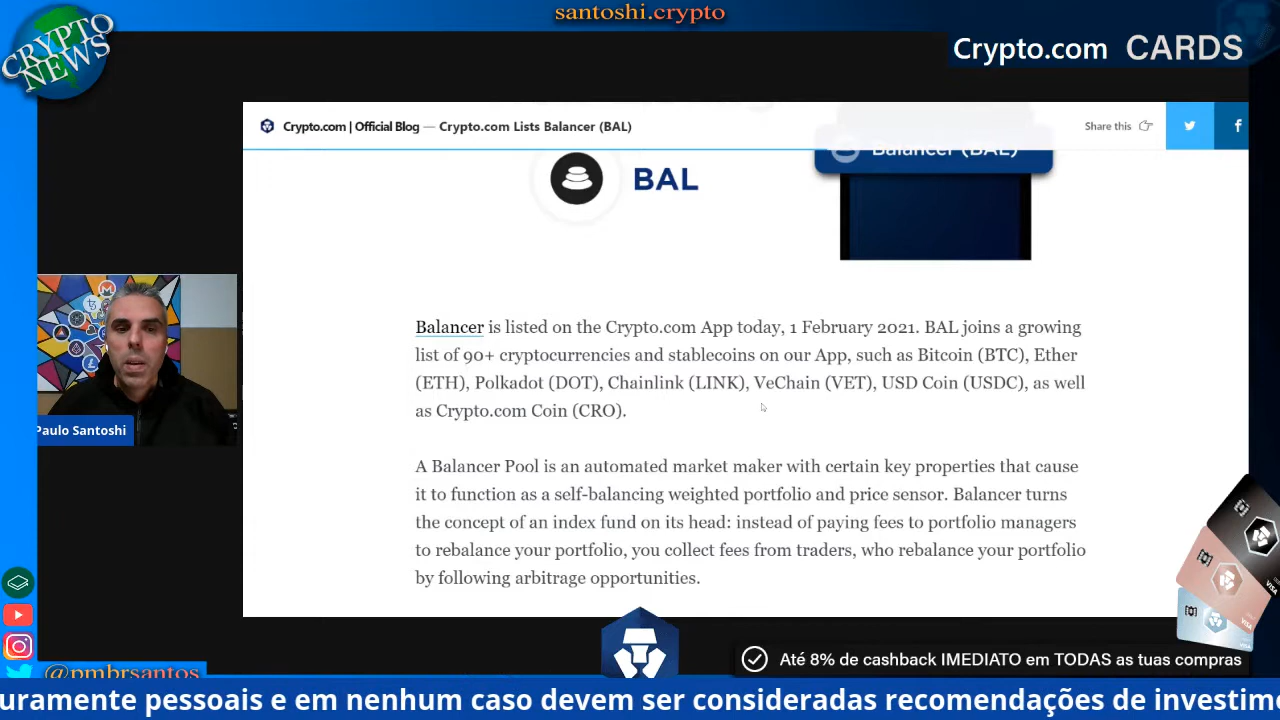 santoshi.crypto
CRYPTO
NEWS
Crypto.com CARDS
Crypto.com | Official Blog — Crypto.com Lists Balancer (BAL)
Share this
Balancer (BAL)
BAL
Balancer is listed on the Crypto.com App today, 1 February 2021. BAL joins a growing
list of 90+ cryptocurrencies and stablecoins on our App, such as Bitcoin (BTC), Ether
(ETH), Polkadot (DOT), Chainlink (LINK), VeChain (VET), USD Coin (USDC), as well
as Crypto.com Coin (CRO).
Paulo Santoshi
A Balancer Pool is an automated market maker with certain key properties that cause
it to function as a self-balancing weighted portfolio and price sensor. Balancer turns
the concept of an index fund on its head: instead of paying fees to portfolio managers
to rebalance your portfolio, you collect fees from traders, who rebalance your portfolio
by following arbitrage opportunities.
VISA
VISA
VISA
Até 8% de cashback IMEDIATO em TODAS as tuas compras
@pmbrsantos
uramente pessoais e em nenhum caso devem ser consideradas recomendações de investim